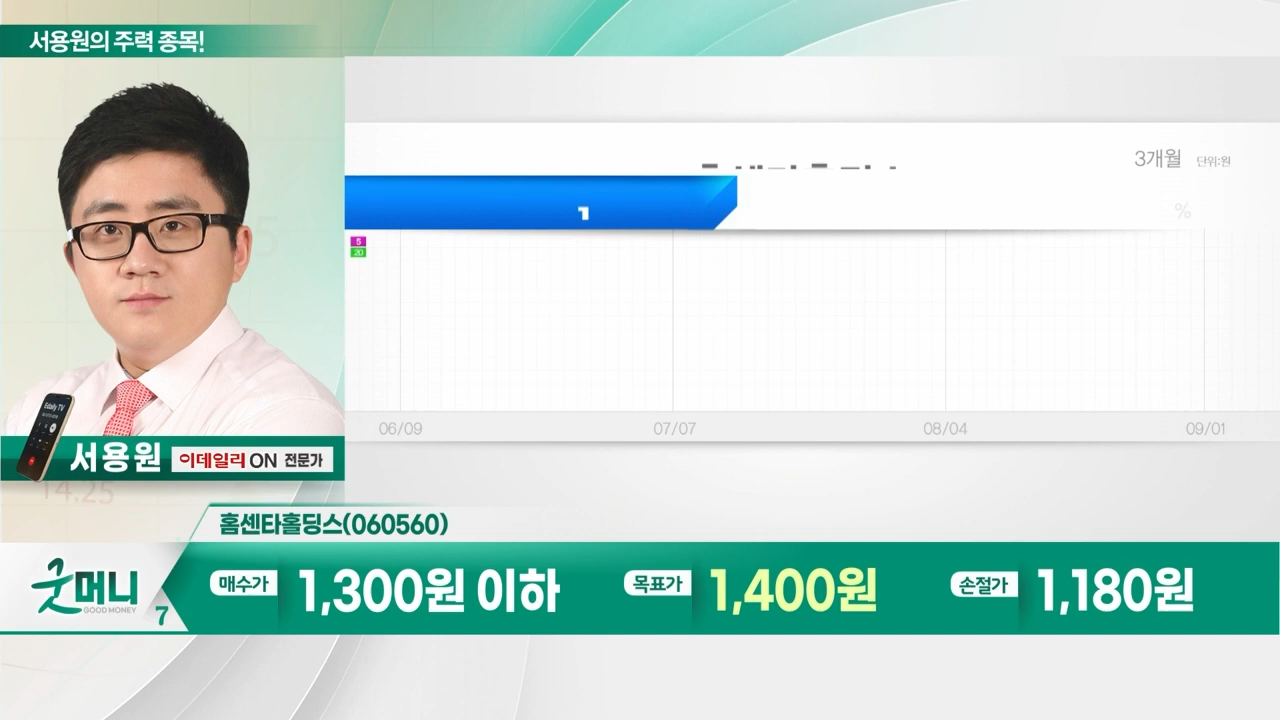 서용원의 주력 종목!
3개월 단위:원
%
5
20
06/09 07/07 08/04 09/01
Edaily TV
서용원 이데일리 ON 전문가
14.25
홈센타홀딩스(060560)
굿머니 GOOD MONEY 7
매수가 1,300원 이하 목표가 1,400원 손절가 1,180원